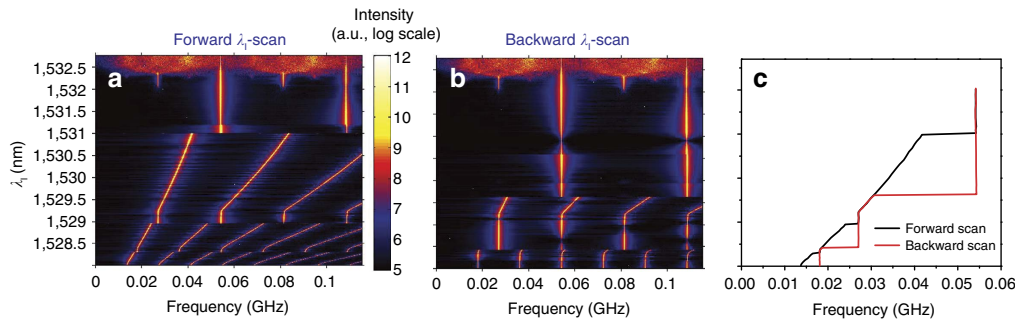 Intensity
(a.u., log scale)
Forward λI-scan
Backward λI-scan
a
b
c
1,532.5
1,532
1,531.5
1,531
1,530.5
1,530
1,529.5
1,529
1,528.5
λI (nm)
12
11
10
9
8
7
6
5
Forward scan
Backward scan
0 0.02 0.04 0.06 0.08 0.1
0 0.02 0.04 0.06 0.08 0.1
0.00 0.01 0.02 0.03 0.04 0.05 0.06
Frequency (GHz)
Frequency (GHz)
Frequency (GHz)